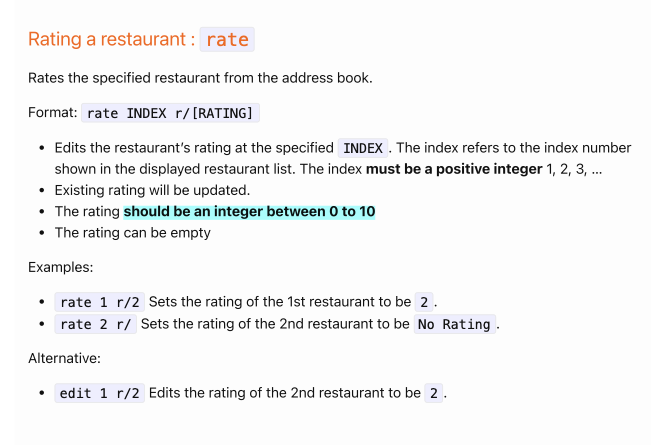 Rating a restaurant : rate
Rates the specified restaurant from the address book.
Format: rate INDEX r/[RATING]
• Edits the restaurant’s rating at the specified INDEX . The index refers to the index number
shown in the displayed restaurant list. The index must be a positive integer 1, 2, 3, …
• Existing rating will be updated.
• The rating should be an integer between 0 to 10
• The rating can be empty
Examples:
• rate 1 r/2 Sets the rating of the 1st restaurant to be 2 .
• rate 2 r/ Sets the rating of the 2nd restaurant to be No Rating .
Alternative:
• edit 1 r/2 Edits the rating of the 2nd restaurant to be 2 .